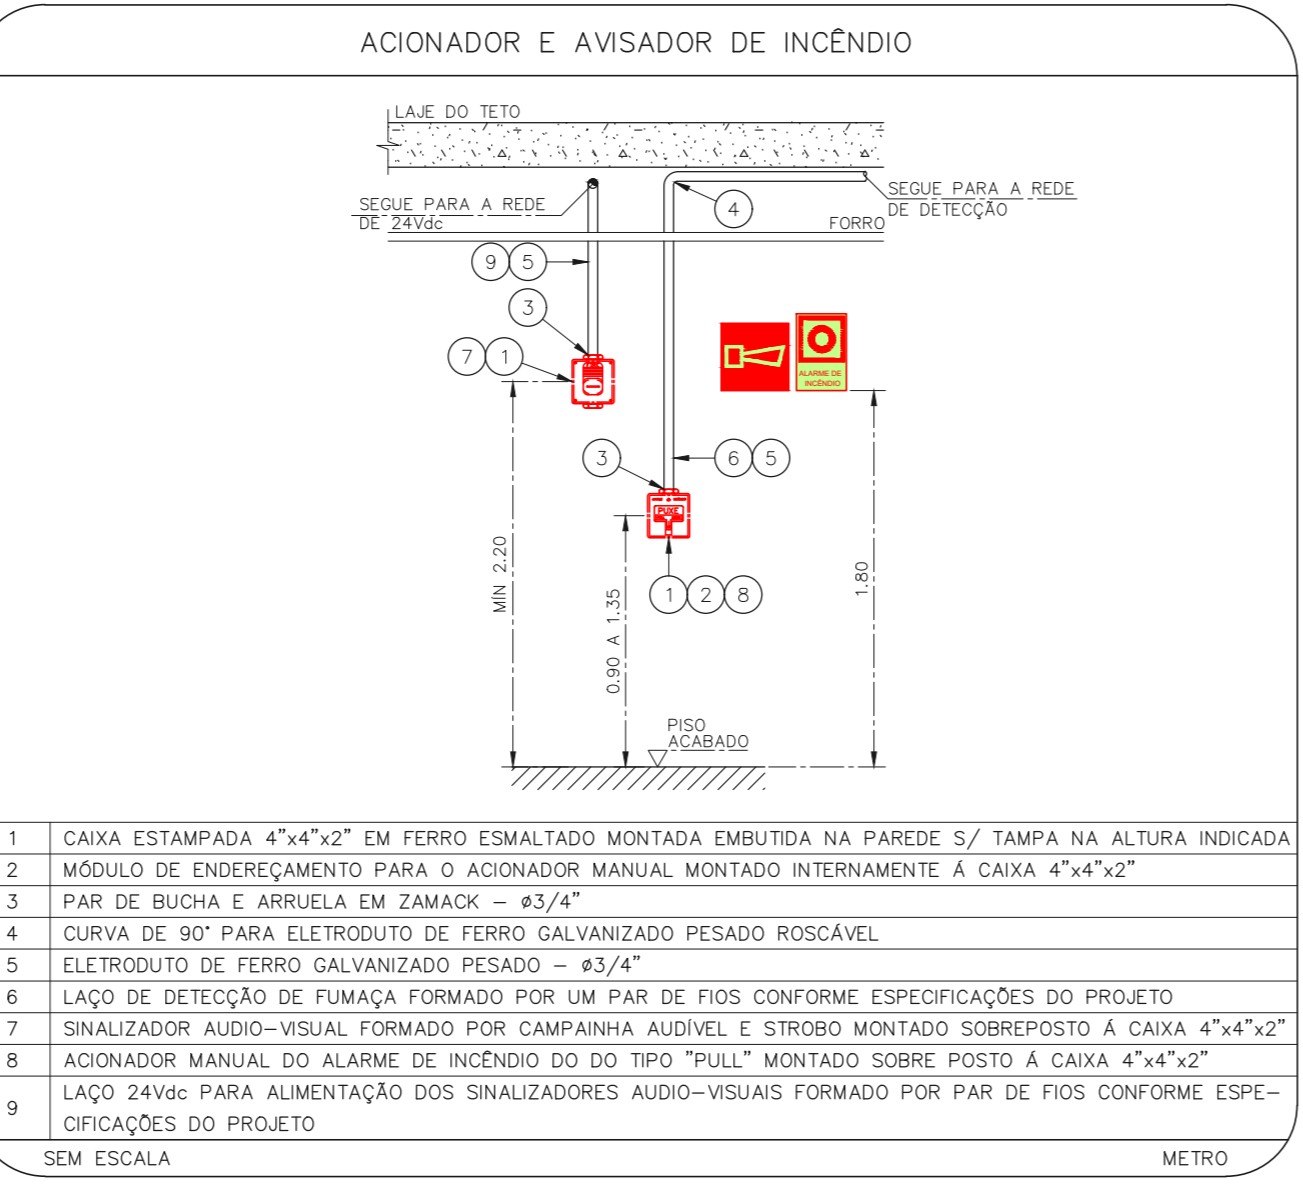 ACIONADOR E AVISADOR DE INCÊNDIO
LAJE DO TETO
SEGUE PARA A REDE
DE 24Vdc
SEGUE PARA A REDE
DE DETECÇÃO
4
FORRO
9 5
3
7 1
ALARME DE
INCÊNDIO
3
6 5
PUXE
1 2 8
MÍN 2.20
0.90 A 1.35
1.80
PISO
ACABADO
1 CAIXA ESTAMPADA 4”x4”x2” EM FERRO ESMALTADO MONTADA EMBUTIDA NA PAREDE S/ TAMPA NA ALTURA INDICADA
2 MÓDULO DE ENDEREÇAMENTO PARA O ACIONADOR MANUAL MONTADO INTERNAMENTE Á CAIXA 4”x4”x2”
3 PAR DE BUCHA E ARRUELA EM ZAMACK – ø3/4”
4 CURVA DE 90° PARA ELETRODUTO DE FERRO GALVANIZADO PESADO ROSCÁVEL
5 ELETRODUTO DE FERRO GALVANIZADO PESADO – ø3/4”
6 LAÇO DE DETECÇÃO DE FUMAÇA FORMADO POR UM PAR DE FIOS CONFORME ESPECIFICAÇÕES DO PROJETO
7 SINALIZADOR AUDIO–VISUAL FORMADO POR CAMPAINHA AUDÍVEL E STROBO MONTADO SOBREPOSTO Á CAIXA 4”x4”x2”
8 ACIONADOR MANUAL DO ALARME DE INCÊNDIO DO DO TIPO "PULL" MONTADO SOBRE POSTO Á CAIXA 4”x4”x2”
9 LAÇO 24Vdc PARA ALIMENTAÇÃO DOS SINALIZADORES AUDIO–VISUAIS FORMADO POR PAR DE FIOS CONFORME ESPE–
CIFICAÇÕES DO PROJETO
SEM ESCALA
METRO